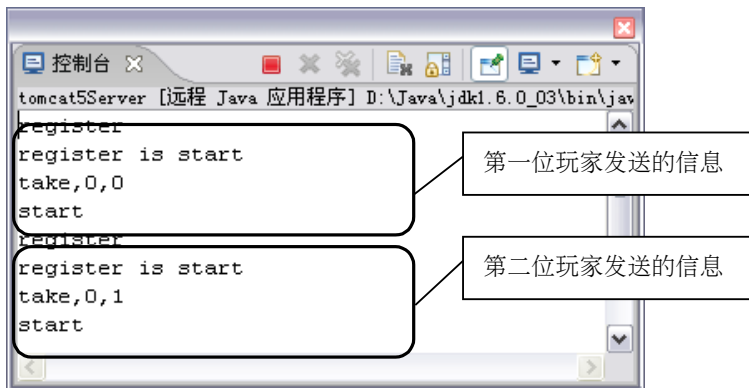 控制台
tomcat5Server [远程 Java 应用程序] D:\Java\jdk1.6.0_03\bin\jav
register
register is start
take,0,0
start
register
register is start
take,0,1
start
第一位玩家发送的信息
第二位玩家发送的信息